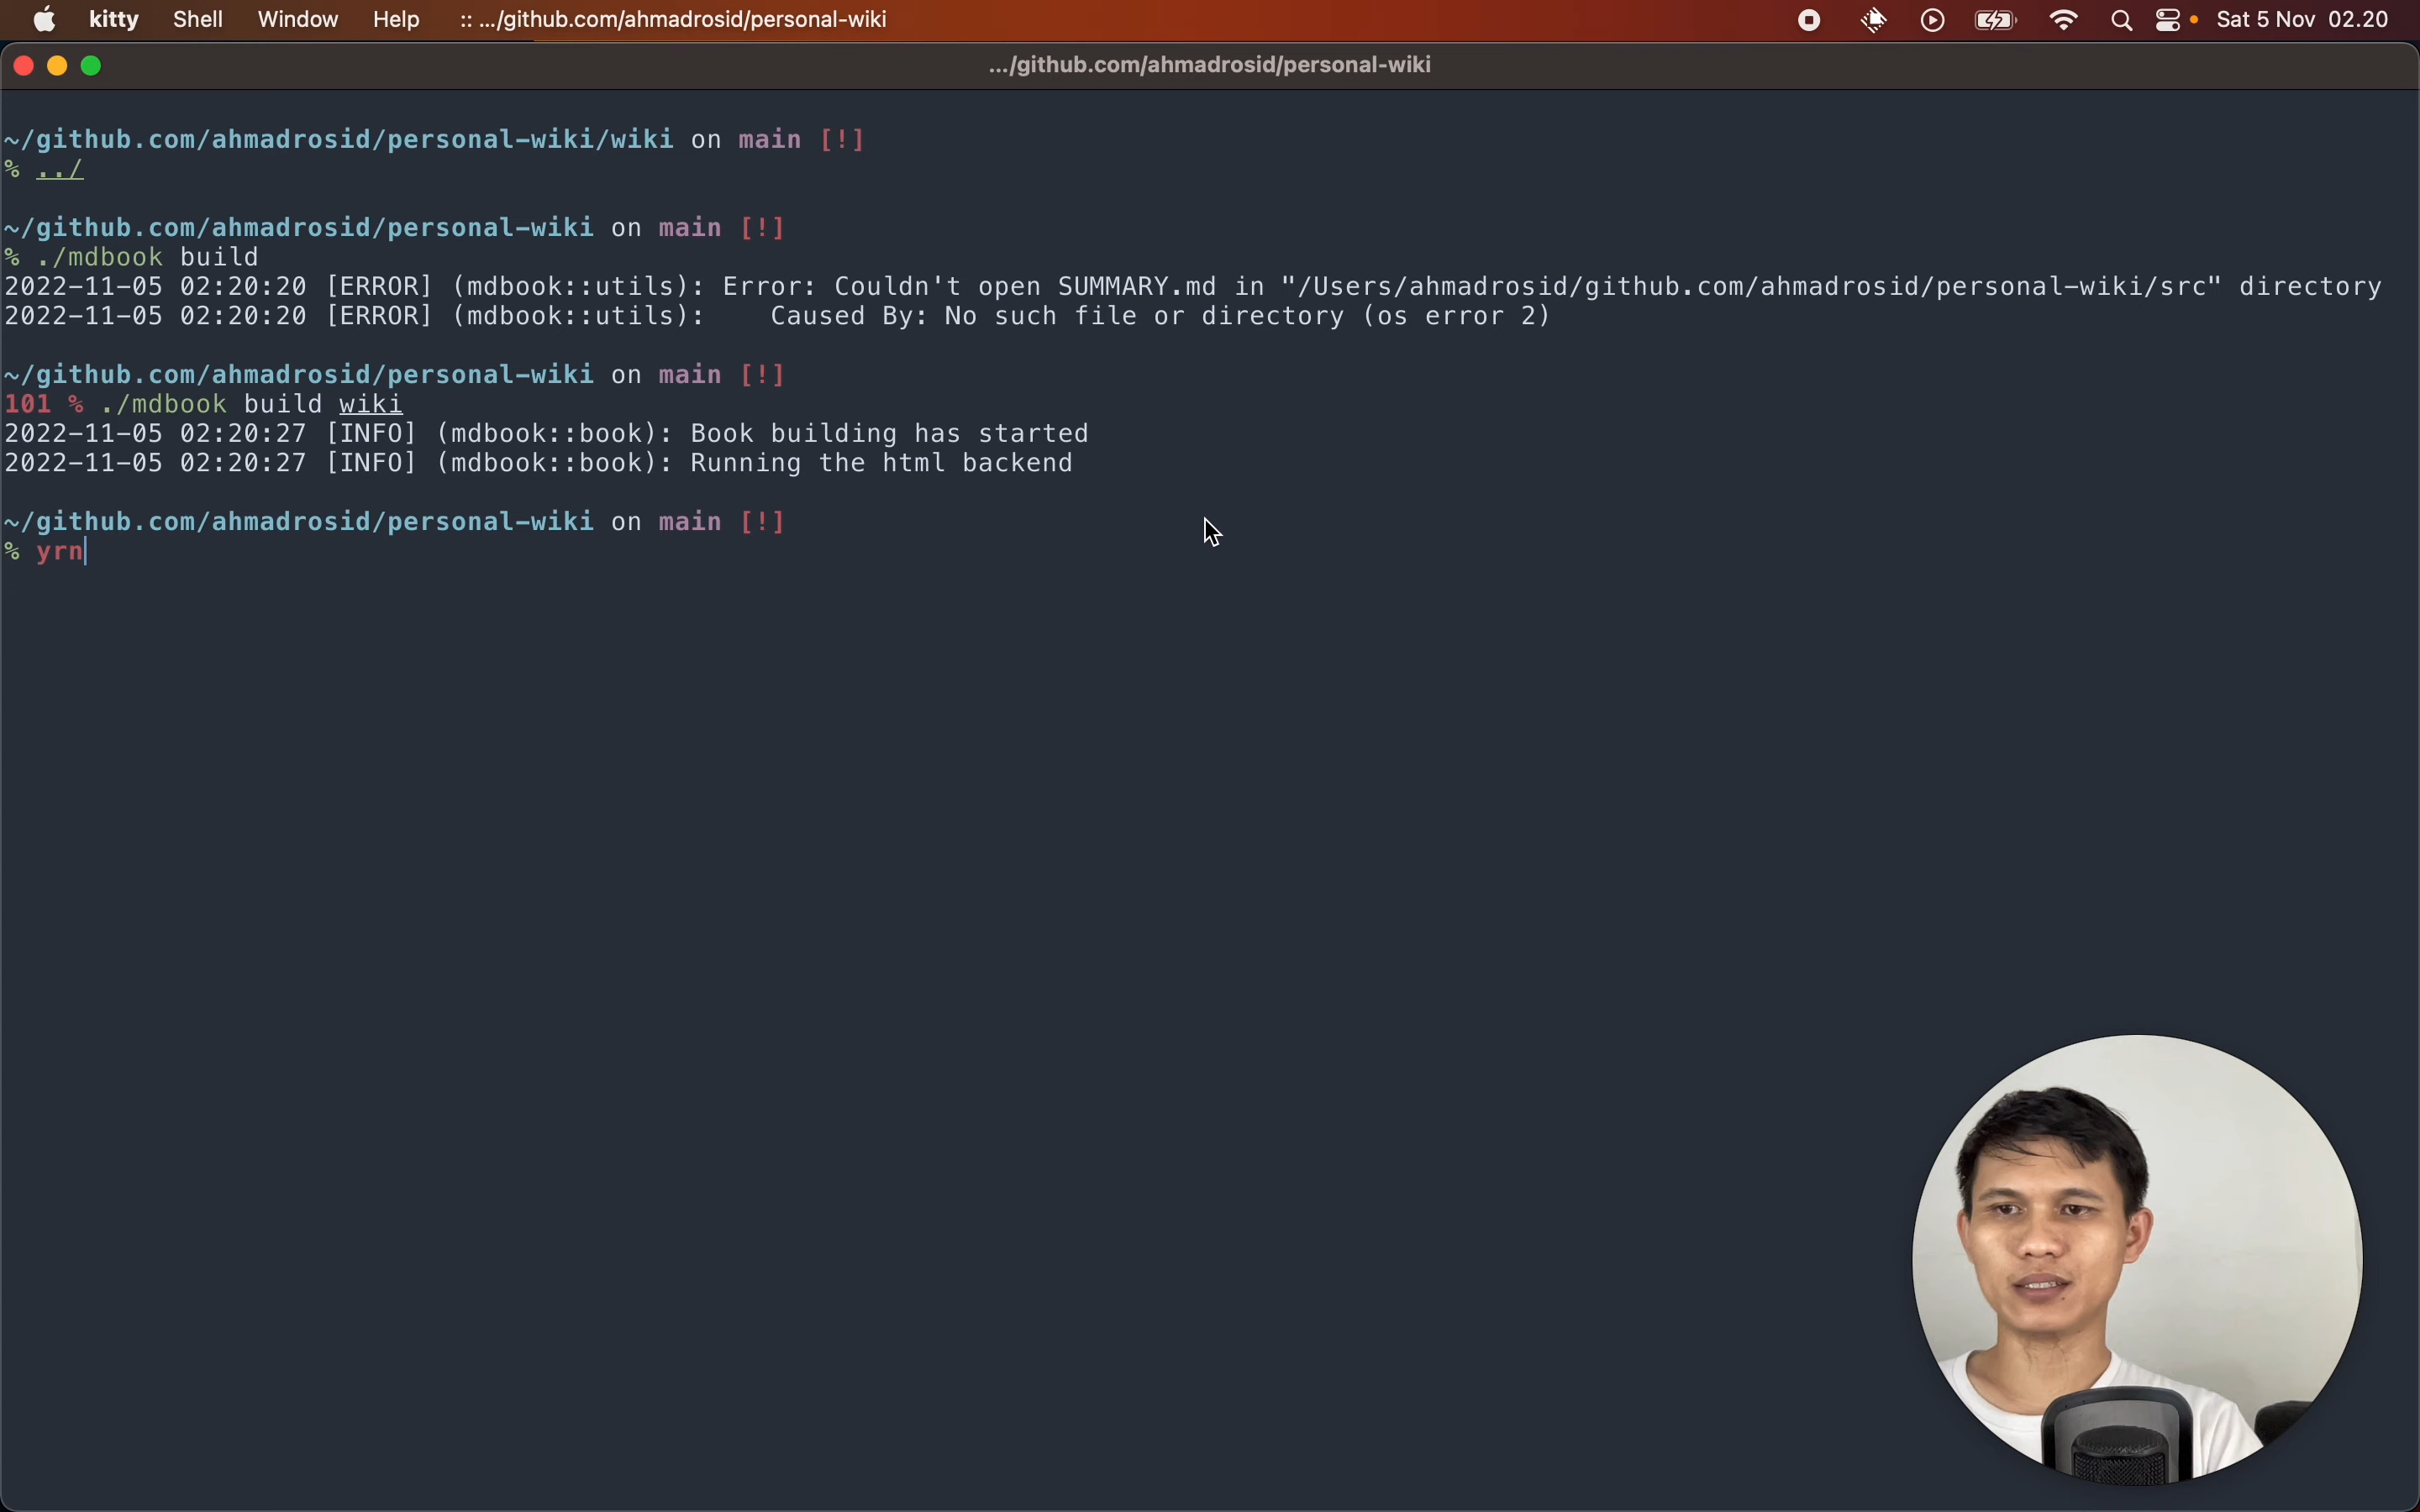 kitty Shell Window Help :: .../github.com/ahmadrosid/personal-wiki Sat 5 Nov 02.20
.../github.com/ahmadrosid/personal-wiki
~/github.com/ahmadrosid/personal-wiki/wiki on main [!]
% ../
~/github.com/ahmadrosid/personal-wiki on main [!]
% ./mdbook build
2022-11-05 02:20:20 [ERROR] (mdbook::utils): Error: Couldn't open SUMMARY.md in "/Users/ahmadrosid/github.com/ahmadrosid/personal-wiki/src" directory
2022-11-05 02:20:20 [ERROR] (mdbook::utils):    Caused By: No such file or directory (os error 2)
~/github.com/ahmadrosid/personal-wiki on main [!]
101 % ./mdbook build wiki
2022-11-05 02:20:27 [INFO] (mdbook::book): Book building has started
2022-11-05 02:20:27 [INFO] (mdbook::book): Running the html backend
~/github.com/ahmadrosid/personal-wiki on main [!]
% yrn